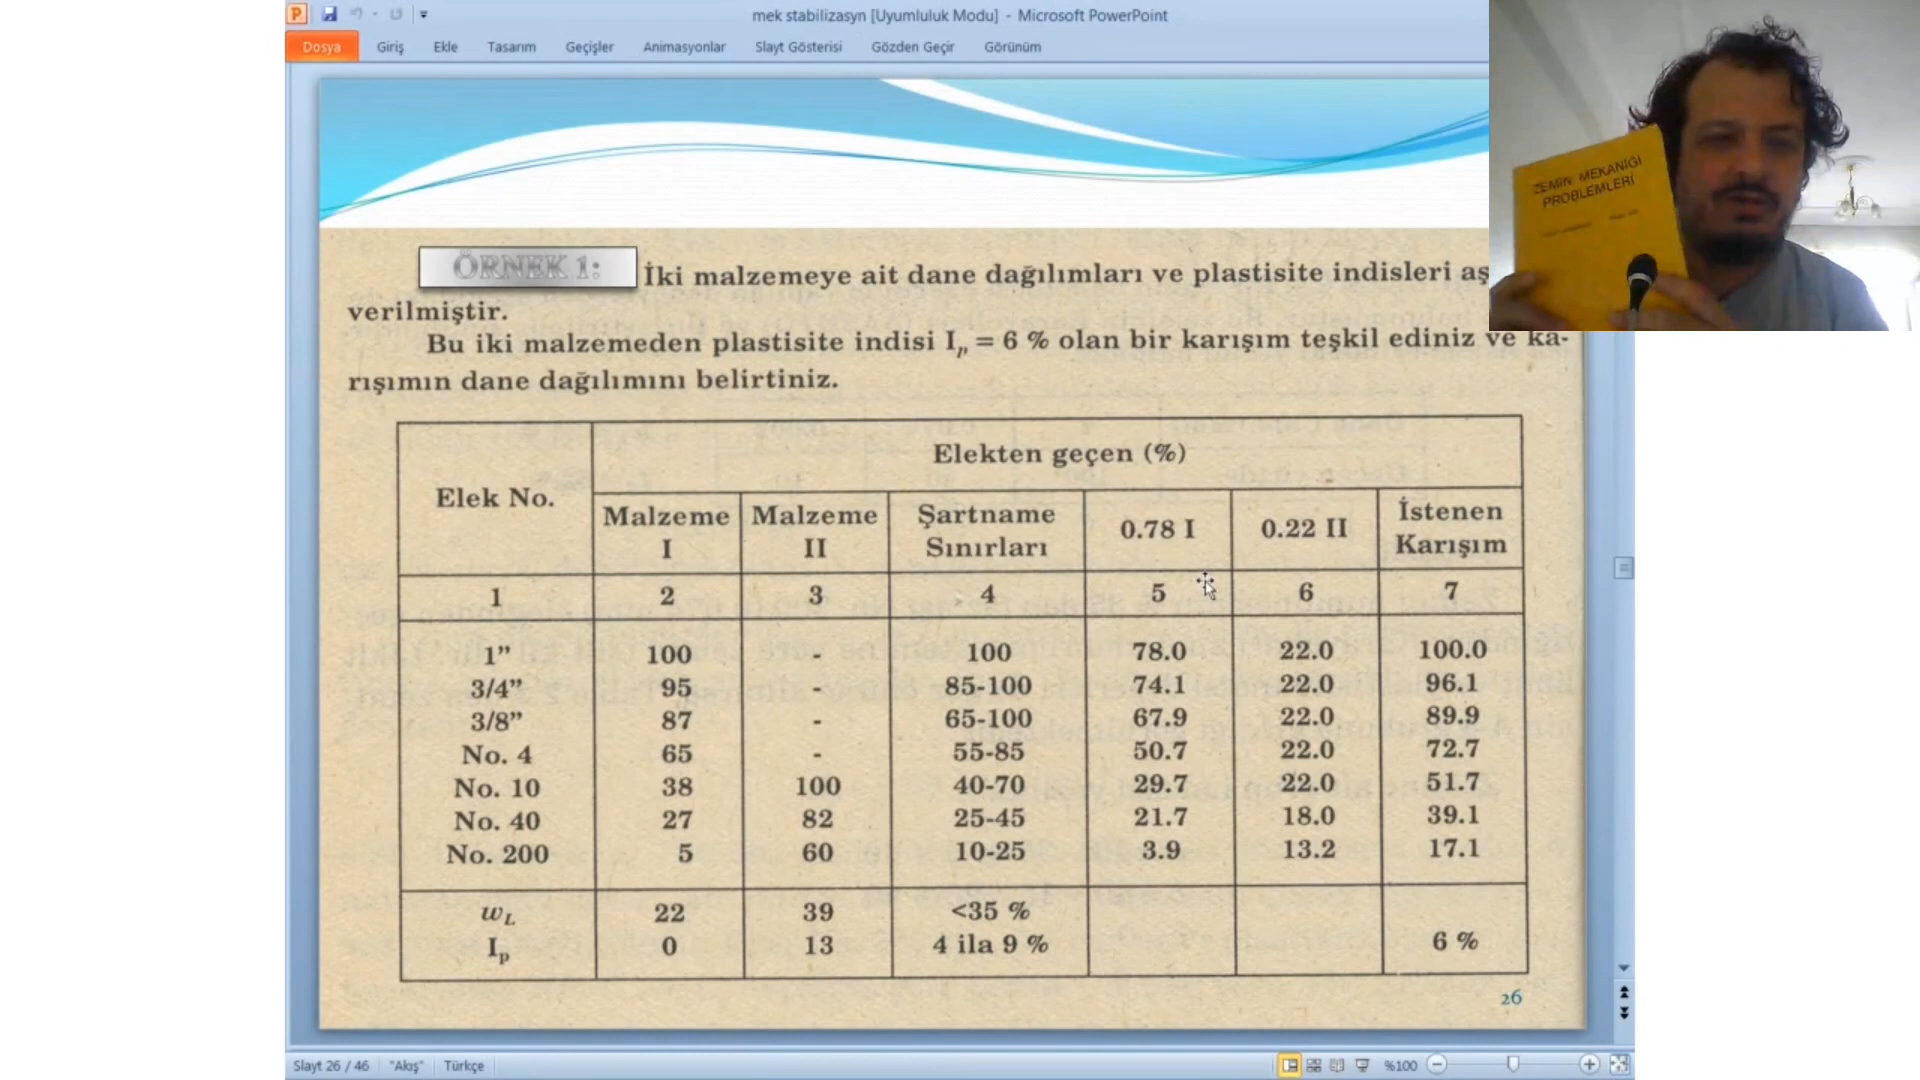 mek stabilizasyn [Uyumluluk Modu] - Microsoft PowerPoint
Dosya Giriş Ekle Tasarım Geçişler Animasyonlar Slayt Gösterisi Gözden Geçir Görünüm
ZEMİN MEKANİĞİ
PROBLEMLERİ
ÖRNEK 1: İki malzemeye ait dane dağılımları ve plastisite indisleri aş
verilmiştir.
Bu iki malzemeden plastisite indisi Ip = 6 % olan bir karışım teşkil ediniz ve ka-
rışımın dane dağılımını belirtiniz.
Elek No. Elekten geçen (%)
Malzeme I Malzeme II Şartname Sınırları 0.78 I 0.22 II İstenen Karışım
1 2 3 4 5 6 7
1” 100 - 100 78.0 22.0 100.0
3/4” 95 - 85-100 74.1 22.0 96.1
3/8” 87 - 65-100 67.9 22.0 89.9
No. 4 65 - 55-85 50.7 22.0 72.7
No. 10 38 100 40-70 29.7 22.0 51.7
No. 40 27 82 25-45 21.7 18.0 39.1
No. 200 5 60 10-25 3.9 13.2 17.1
wL 22 39 <35 %
Ip 0 13 4 ila 9 % 6 %
26
Slayt 26 / 46 "Akış" Türkçe %100